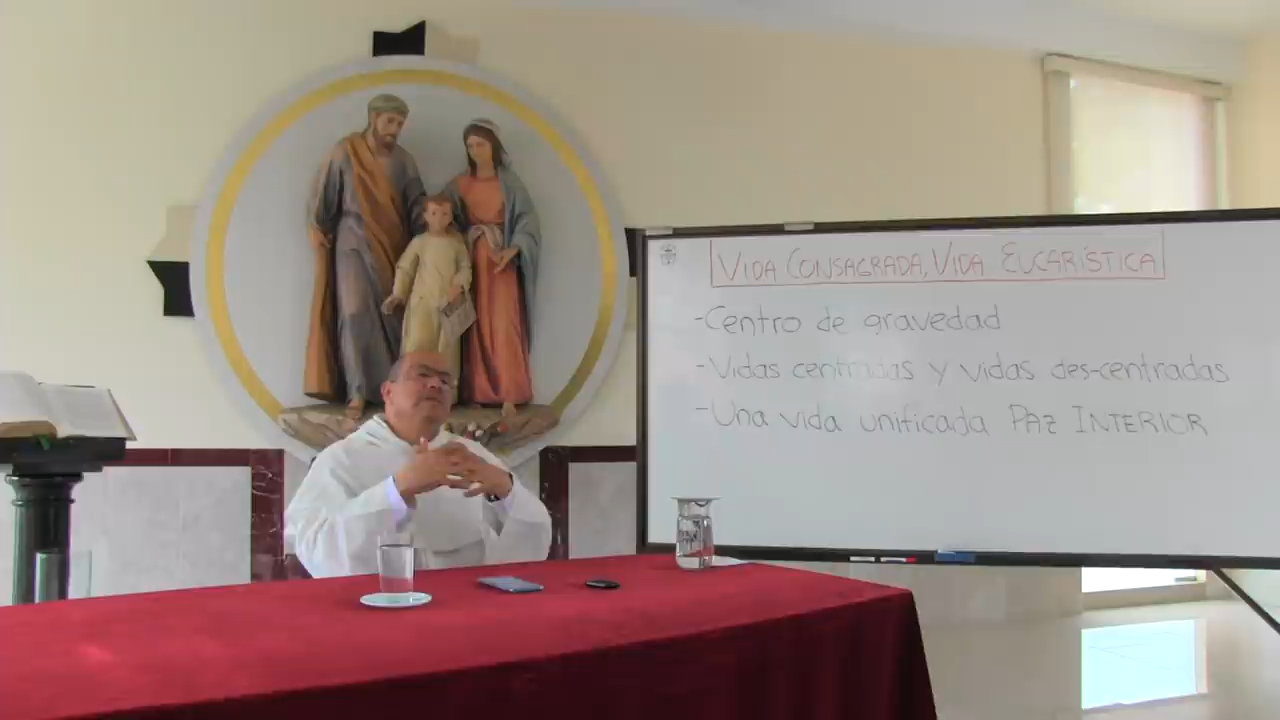 VIDA CONSAGRADA, VIDA EUCARÍSTICA
-Centro de gravedad
-Vidas centradas y vidas des-centradas
-Una vida unificada PAZ INTERIOR